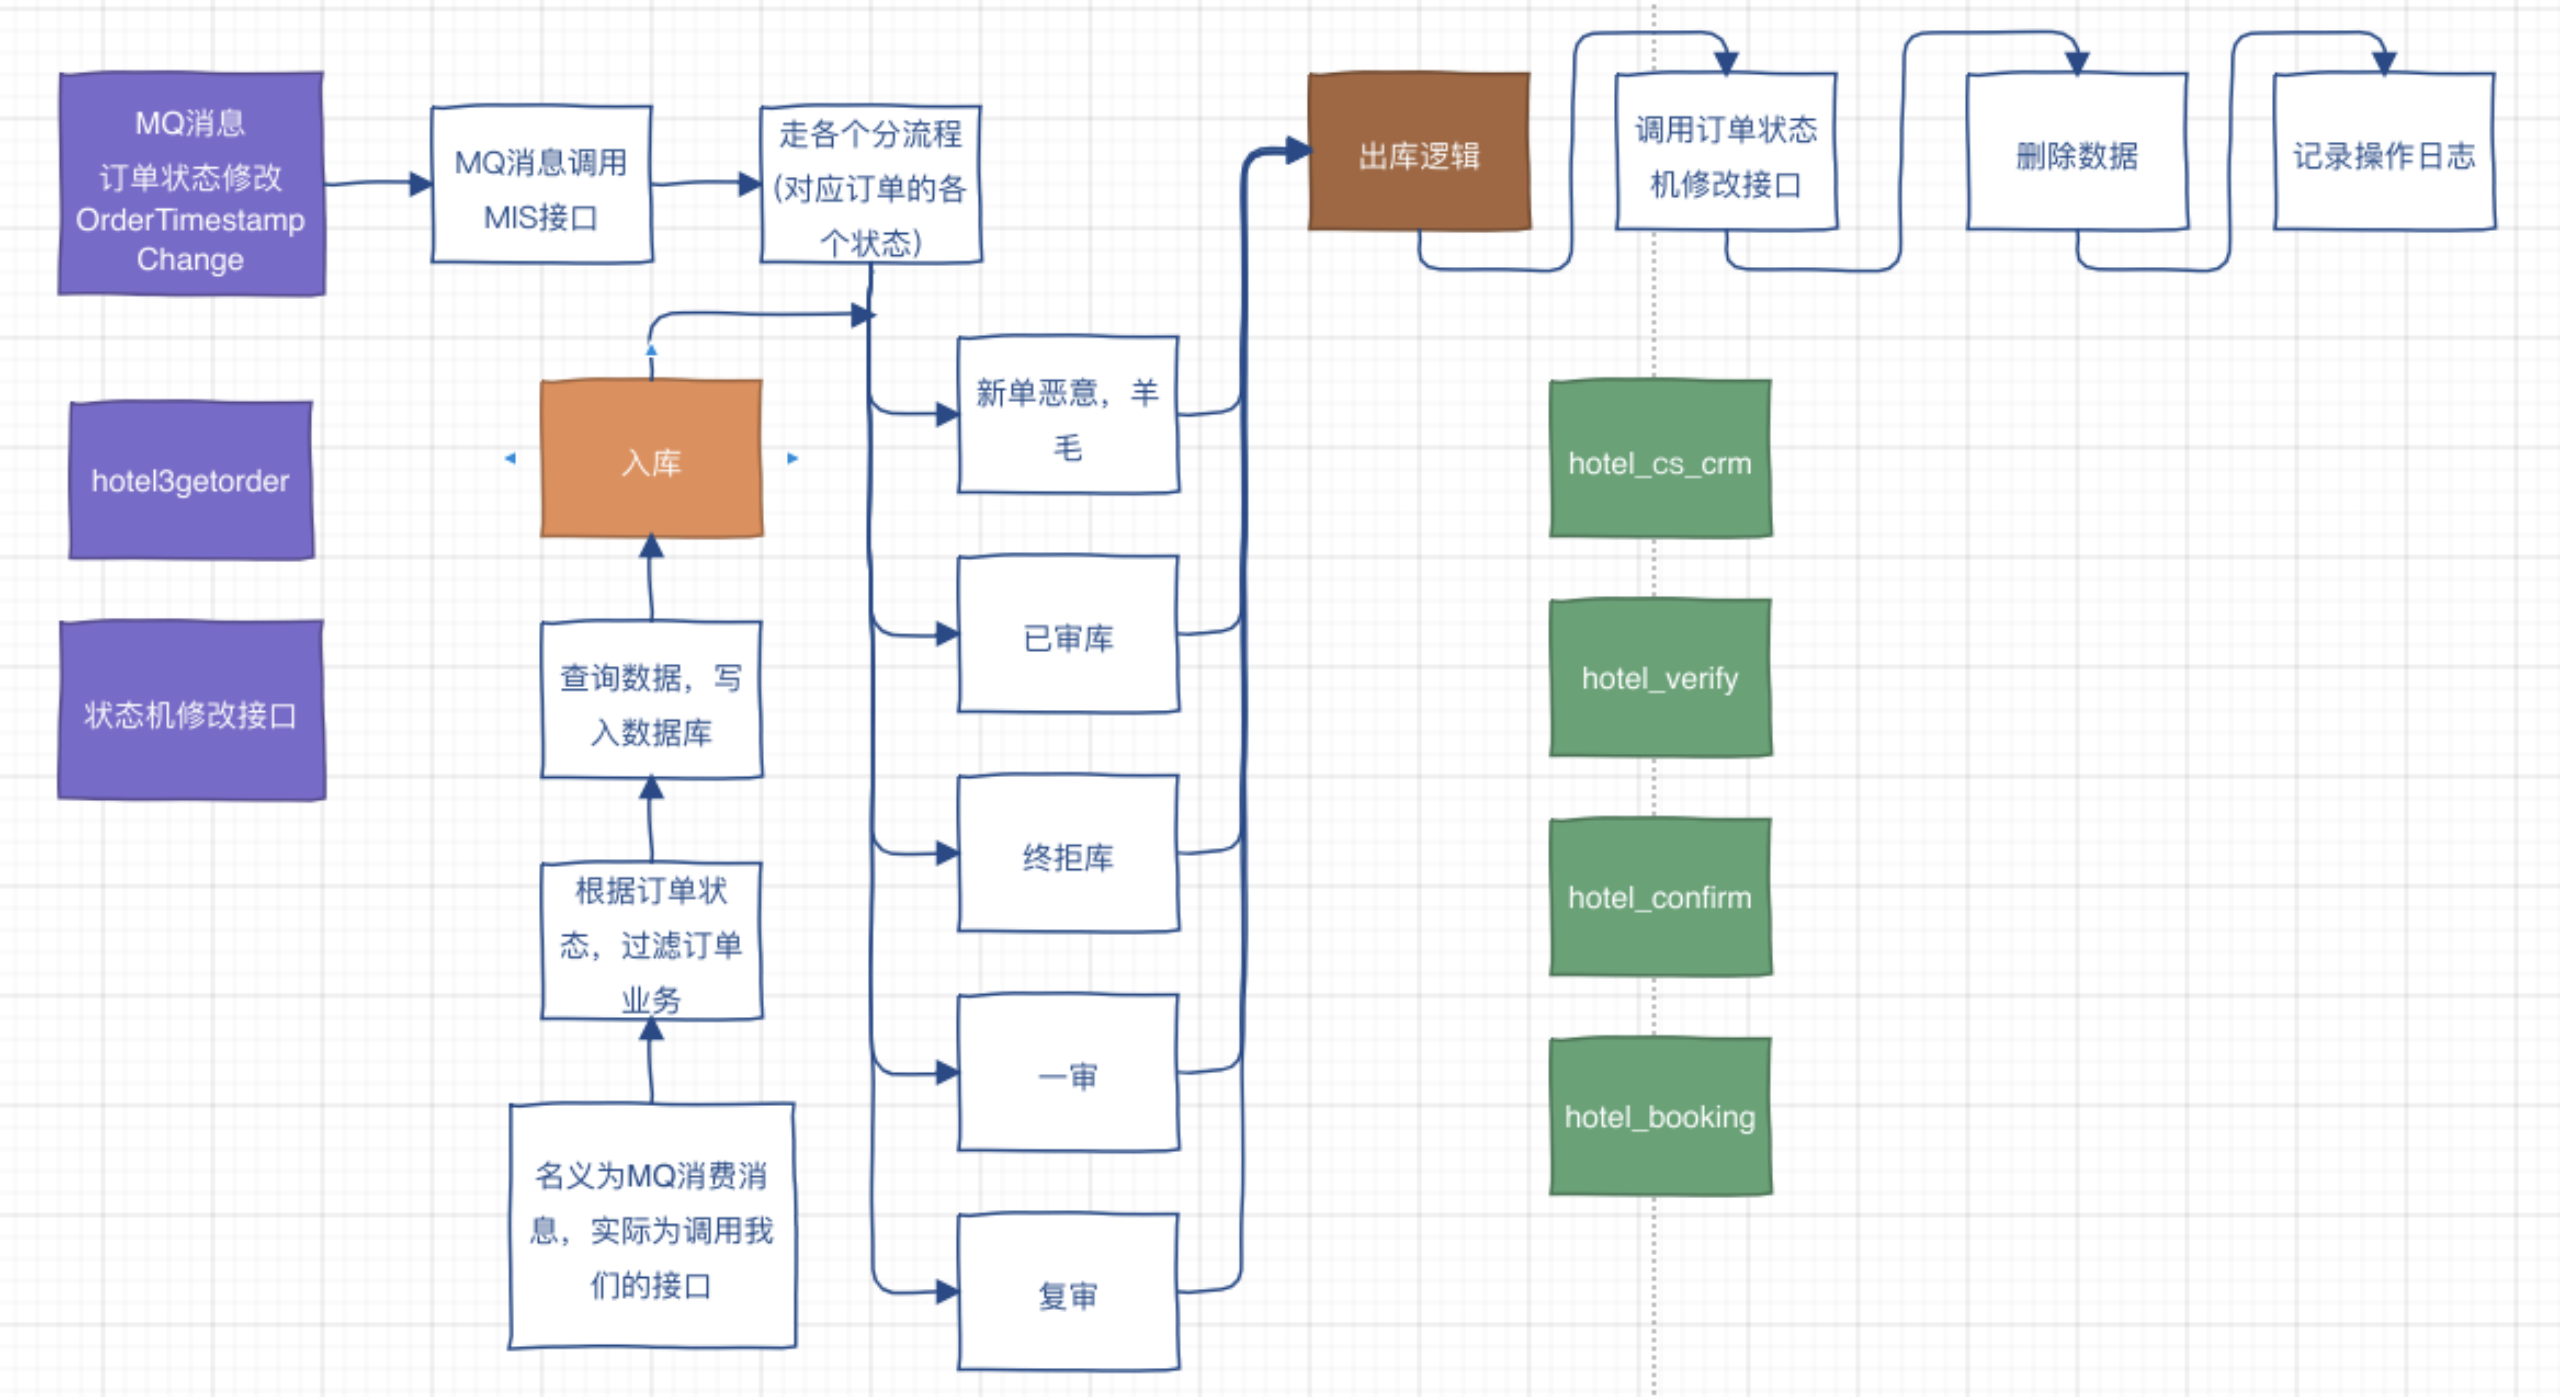 MQ消息
订单状态修改
OrderTimestamp
Change
MQ消息调用
MIS接口
走各个分流程
(对应订单的各
个状态)
出库逻辑
调用订单状态
机修改接口
删除数据
记录操作日志
hotel3getorder
状态机修改接口
入库
查询数据，写
入数据库
根据订单状
态，过滤订单
业务
名义为MQ消费消
息，实际为调用我
们的接口
新单恶意，羊
毛
已审库
终拒库
一审
复审
hotel_cs_crm
hotel_verify
hotel_confirm
hotel_booking